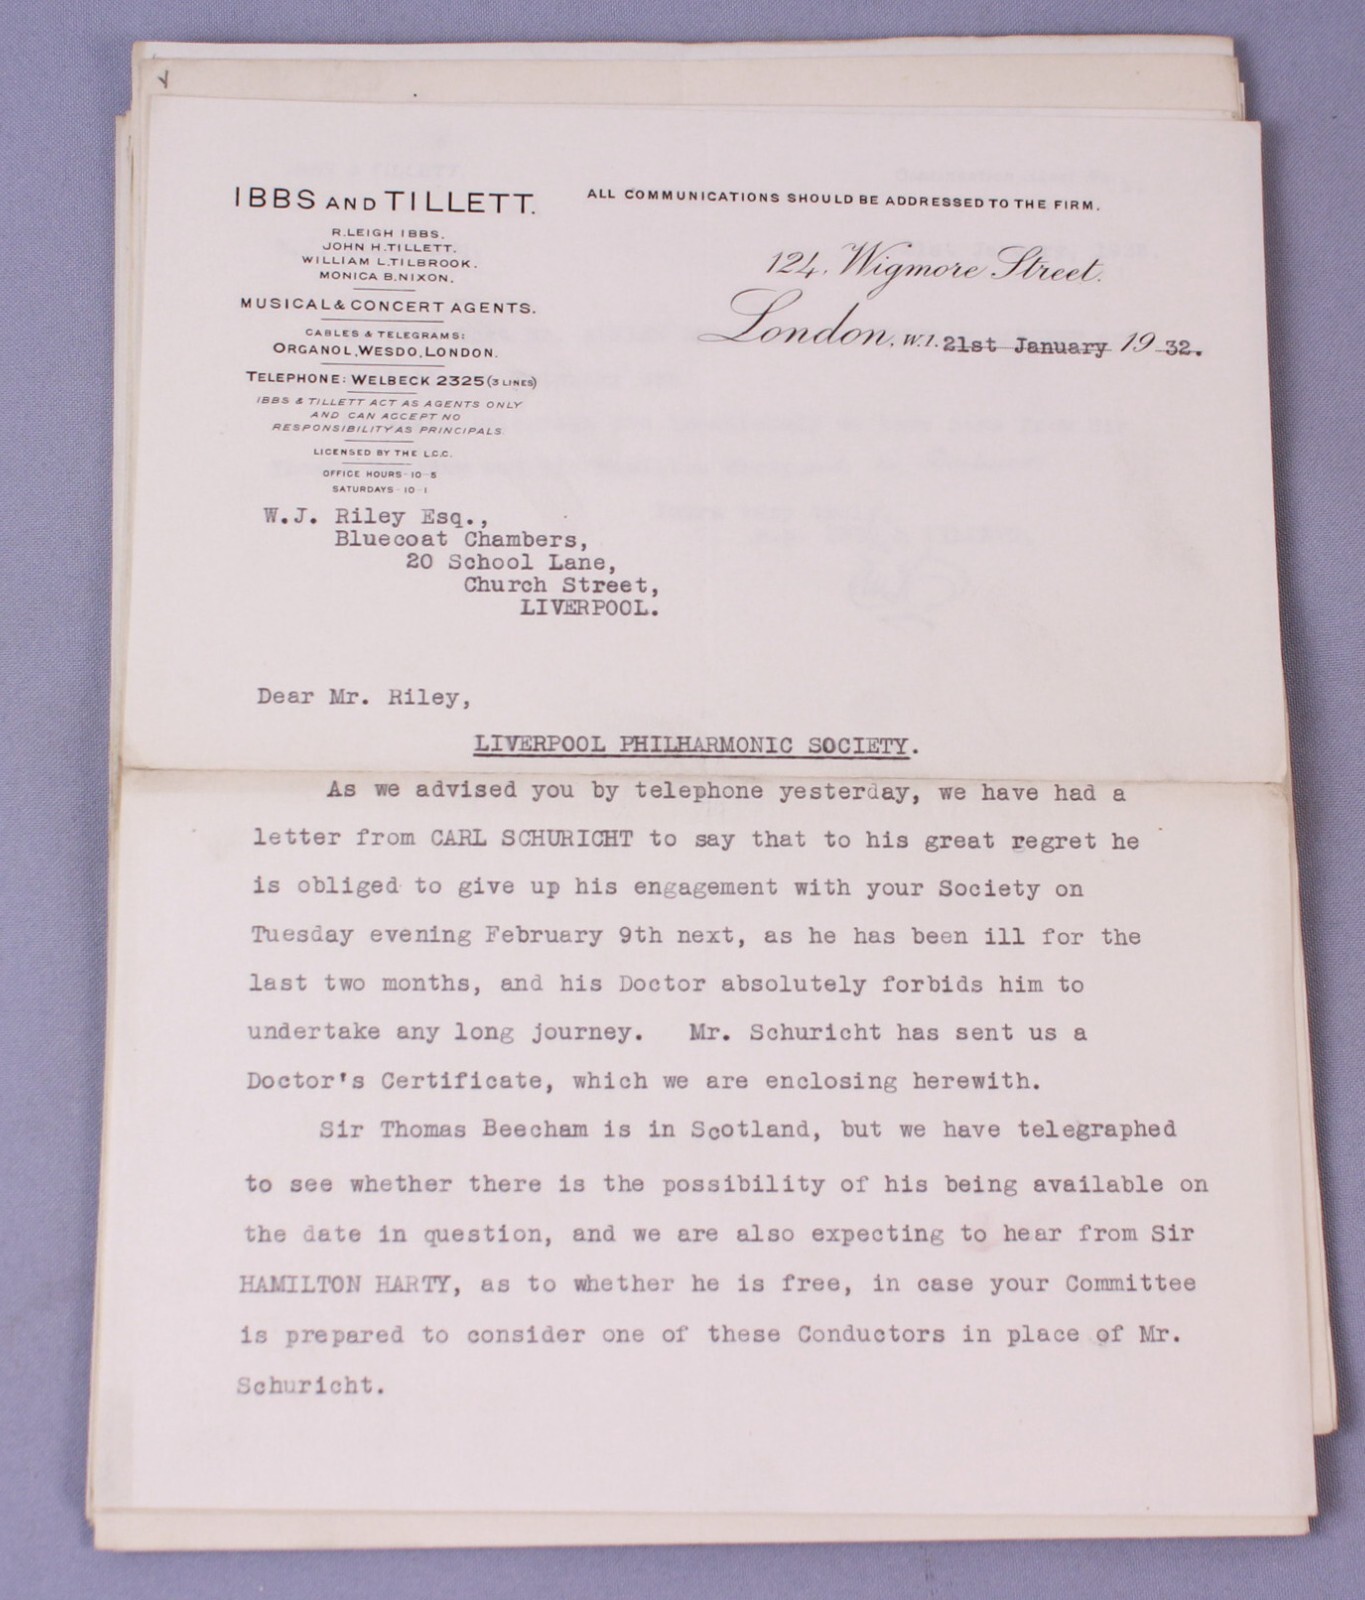 IBBS AND TILLETT.
R. LEIGH IBBS.
JOHN H. TILLETT.
WILLIAM L. TILBROOK.
MONICA B. NIXON.
MUSICAL & CONCERT AGENTS.
CABLES & TELEGRAMS:
ORGANOL, WESDO, LONDON.
TELEPHONE: WELBECK 2325 (3 LINES)
IBBS & TILLETT ACT AS AGENTS ONLY
AND CAN ACCEPT NO
RESPONSIBILITY AS PRINCIPALS.
LICENSED BY THE L.C.C.
OFFICE HOURS - 10 - 5
SATURDAYS - 10 - 1
ALL COMMUNICATIONS SHOULD BE ADDRESSED TO THE FIRM.
124, Wigmore Street.
London, W.1. 21st January 19 32.
W.J. Riley Esq.,
Bluecoat Chambers,
20 School Lane,
Church Street,
LIVERPOOL.
Dear Mr. Riley,
LIVERPOOL PHILHARMONIC SOCIETY.
As we advised you by telephone yesterday, we have had a
letter from CARL SCHURICHT to say that to his great regret he
is obliged to give up his engagement with your Society on
Tuesday evening February 9th next, as he has been ill for the
last two months, and his Doctor absolutely forbids him to
undertake any long journey. Mr. Schuricht has sent us a
Doctor's Certificate, which we are enclosing herewith.
Sir Thomas Beecham is in Scotland, but we have telegraphed
to see whether there is the possibility of his being available on
the date in question, and we are also expecting to hear from Sir
HAMILTON HARTY, as to whether he is free, in case your Committee
is prepared to consider one of these Conductors in place of Mr.
Schuricht.